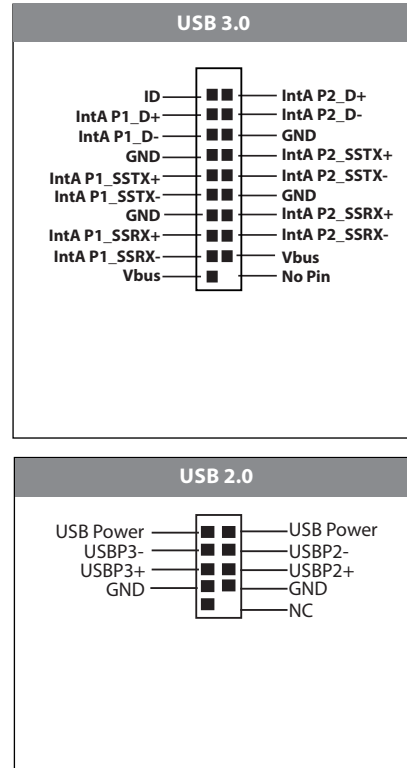 USB 3.0
ID IntA P2_D+
IntA P1_D+ IntA P2_D-
IntA P1_D- GND
GND IntA P2_SSTX+
IntA P1_SSTX+ IntA P2_SSTX-
IntA P1_SSTX- GND
GND IntA P2_SSRX+
IntA P1_SSRX+ IntA P2_SSRX-
IntA P1_SSRX- Vbus
Vbus No Pin
USB 2.0
USB Power USB Power
USBP3- USBP2-
USBP3+ USBP2+
GND GND
NC